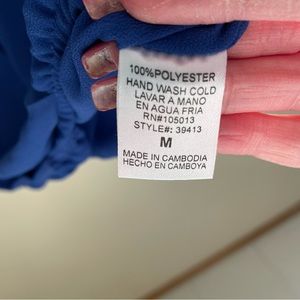 100%POLYESTER
HAND WASH COLD
LAVAR A MANO
EN AGUA FRIA
RN#105013
STYLE#: 39413
M
MADE IN CAMBODIA
HECHO EN CAMBOYA